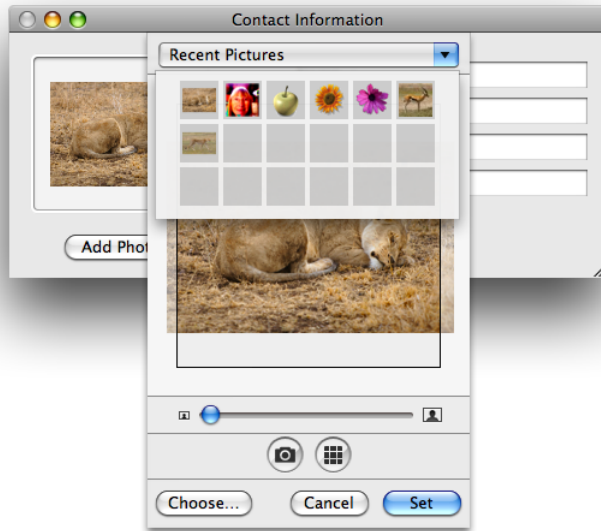 Contact Information
Recent Pictures
Add Phot
Choose...
Cancel
Set